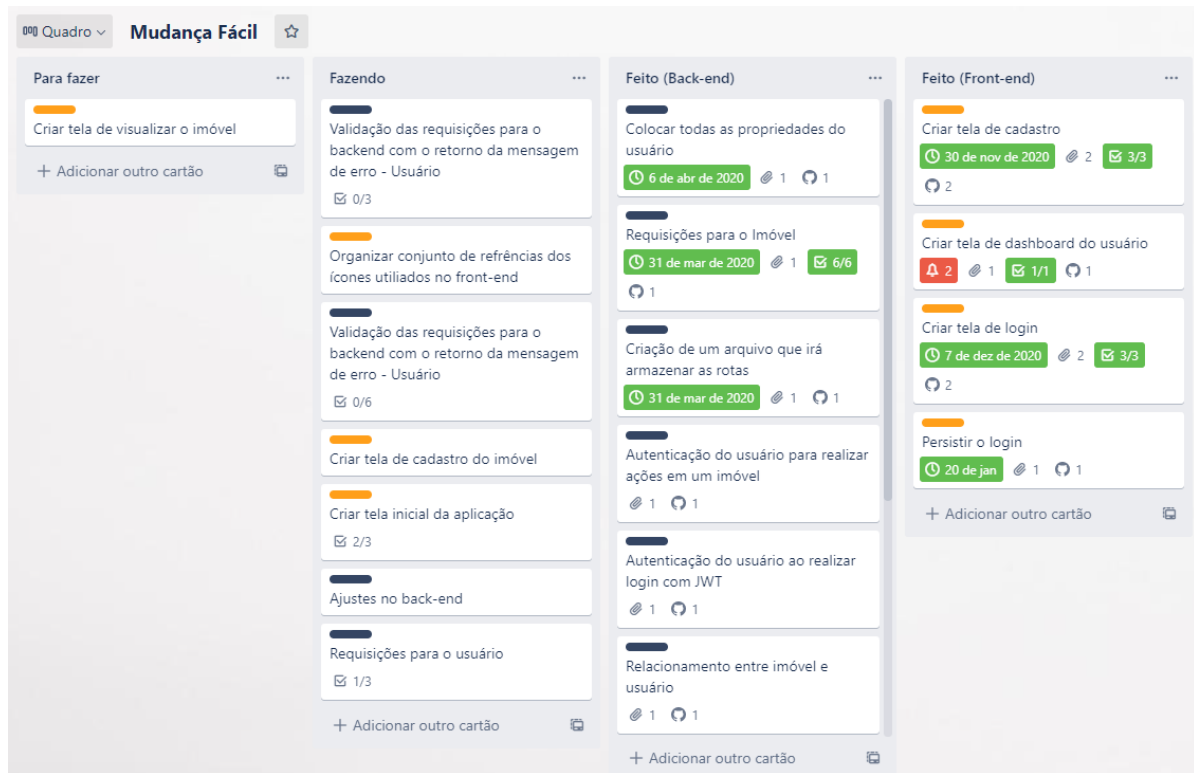 Quadro
Mudança Fácil
Para fazer
Criar tela de visualizar o imóvel
+ Adicionar outro cartão
Fazendo
Validação das requisições para o
backend com o retorno da mensagem
de erro - Usuário
0/3
Organizar conjunto de refrências dos
ícones utiliados no front-end
Validação das requisições para o
backend com o retorno da mensagem
de erro - Usuário
0/6
Criar tela de cadastro do imóvel
Criar tela inicial da aplicação
2/3
Ajustes no back-end
Requisições para o usuário
1/3
+ Adicionar outro cartão
Feito (Back-end)
Colocar todas as propriedades do
usuário
6 de abr de 2020 1 1
Requisições para o Imóvel
31 de mar de 2020 1 6/6
1
Criação de um arquivo que irá
armazenar as rotas
31 de mar de 2020 1 1
Autenticação do usuário para realizar
ações em um imóvel
1 1
Autenticação do usuário ao realizar
login com JWT
1 1
Relacionamento entre imóvel e
usuário
1 1
+ Adicionar outro cartão
Feito (Front-end)
Criar tela de cadastro
30 de nov de 2020 2 3/3
2
Criar tela de dashboard do usuário
2 1 1/1 1
Criar tela de login
7 de dez de 2020 2 3/3
2
Persistir o login
20 de jan 1 1
+ Adicionar outro cartão